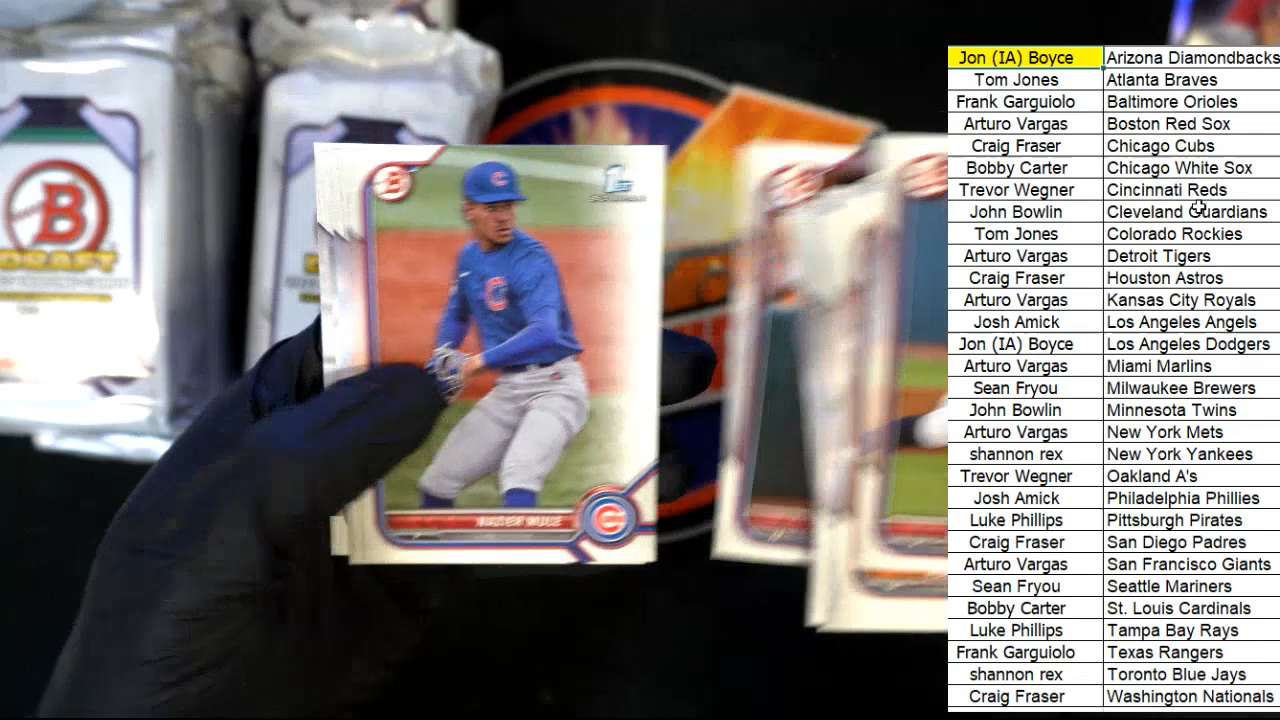 Jon (IA) Boyce Arizona Diamondbacks
Tom Jones Atlanta Braves
Frank Garguiolo Baltimore Orioles
Arturo Vargas Boston Red Sox
Craig Fraser Chicago Cubs
Bobby Carter Chicago White Sox
Trevor Wegner Cincinnati Reds
John Bowlin Cleveland Guardians
Tom Jones Colorado Rockies
Arturo Vargas Detroit Tigers
Craig Fraser Houston Astros
Arturo Vargas Kansas City Royals
Josh Amick Los Angeles Angels
Jon (IA) Boyce Los Angeles Dodgers
Arturo Vargas Miami Marlins
Sean Fryou Milwaukee Brewers
John Bowlin Minnesota Twins
Arturo Vargas New York Mets
shannon rex New York Yankees
Trevor Wegner Oakland A's
Josh Amick Philadelphia Phillies
Luke Phillips Pittsburgh Pirates
Craig Fraser San Diego Padres
Arturo Vargas San Francisco Giants
Sean Fryou Seattle Mariners
Bobby Carter St. Louis Cardinals
Luke Phillips Tampa Bay Rays
Frank Garguiolo Texas Rangers
shannon rex Toronto Blue Jays
Craig Fraser Washington Nationals
B
DRAFT
B
1st
C
C
NAZIER MULE
C